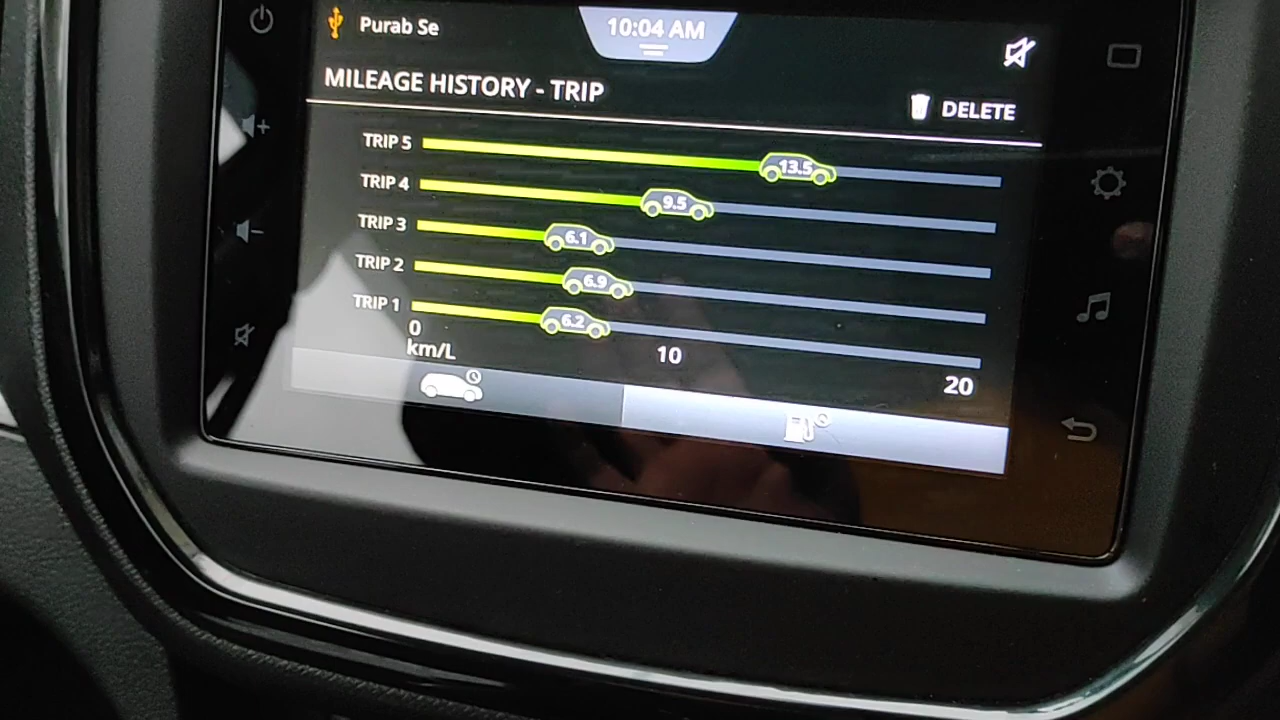 Purab Se
10:04 AM
MILEAGE HISTORY - TRIP
DELETE
TRIP 5 13.5
TRIP 4 9.5
TRIP 3 6.1
TRIP 2 6.9
TRIP 1 6.2
0 10 20
km/L